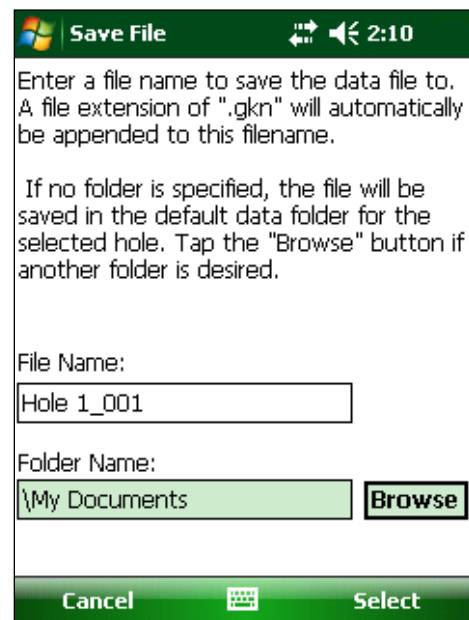 Save File 2:10
Enter a file name to save the data file to.
A file extension of ".gkn" will automatically
be appended to this filename.
If no folder is specified, the file will be
saved in the default data folder for the
selected hole. Tap the "Browse" button if
another folder is desired.
File Name:
Hole 1_001
Folder Name:
\My Documents Browse
Cancel Select